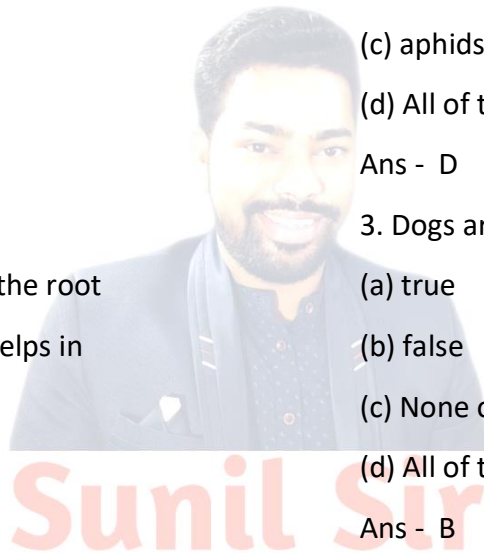 the root
elps in
(c) aphids
(d) All of t
Ans - D
3. Dogs ar
(a) true
(b) false
(c) None
(d) All of t
Ans - B
Sunil Sir